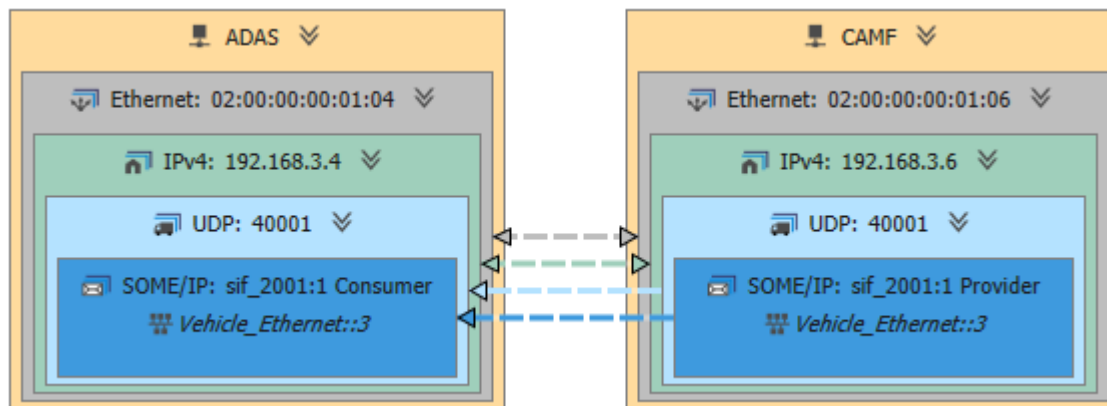 ADAS
Ethernet: 02:00:00:00:01:04
IPv4: 192.168.3.4
UDP: 40001
SOME/IP: sif_2001:1 Consumer
Vehicle_Ethernet::3
CAMF
Ethernet: 02:00:00:00:01:06
IPv4: 192.168.3.6
UDP: 40001
SOME/IP: sif_2001:1 Provider
Vehicle_Ethernet::3